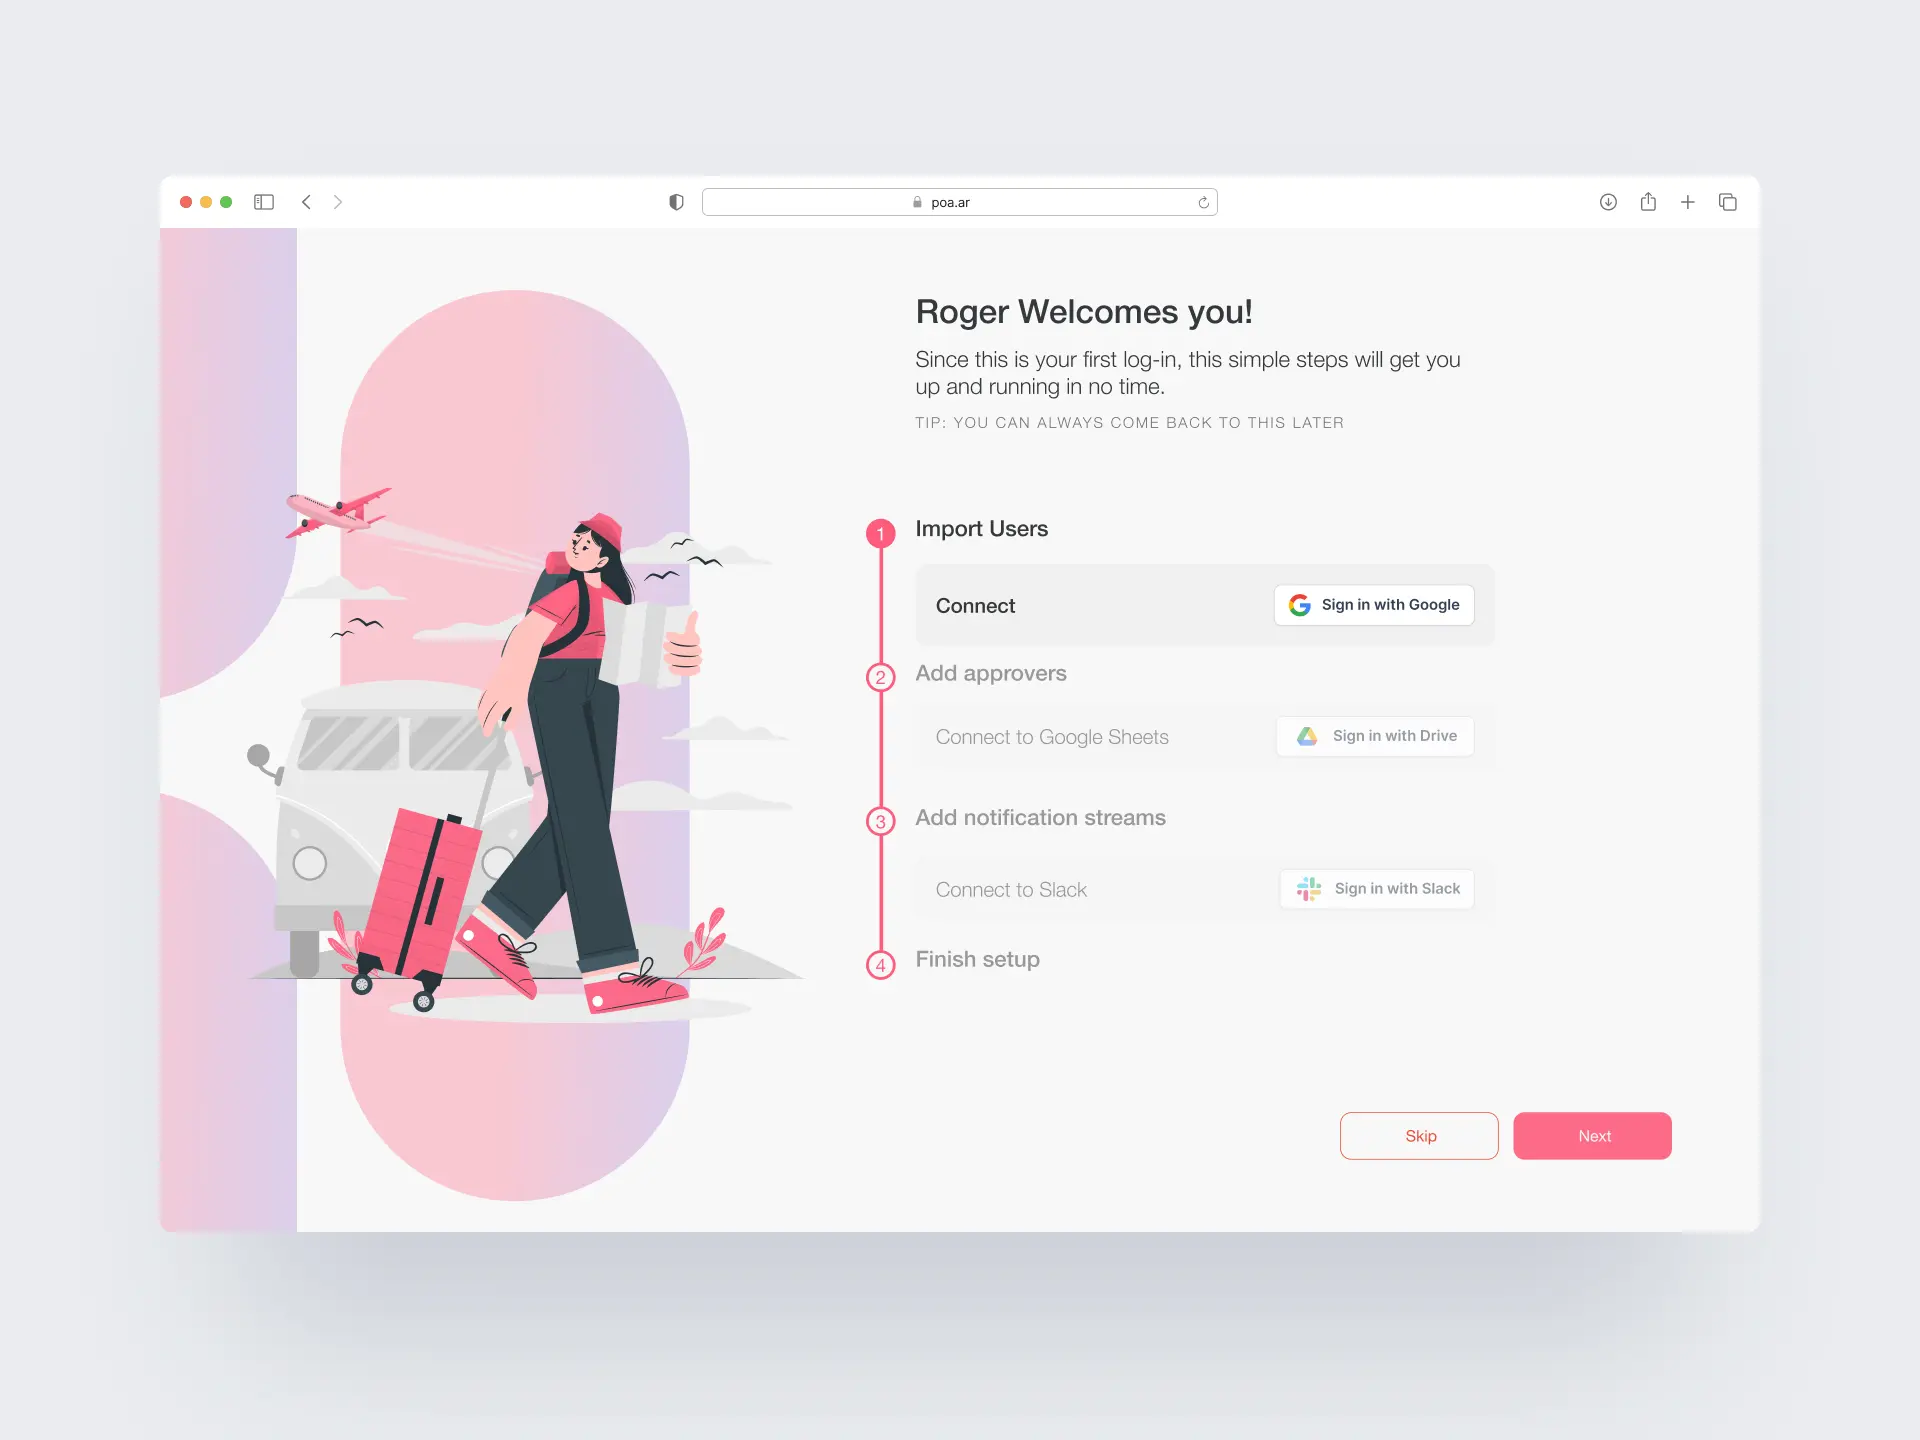 poa.ar
Roger Welcomes you!
Since this is your first log-in, this simple steps will get you
up and running in no time.
TIP: YOU CAN ALWAYS COME BACK TO THIS LATER
1 Import Users
Connect
Sign in with Google
2 Add approvers
Connect to Google Sheets
Sign in with Drive
3 Add notification streams
Connect to Slack
Sign in with Slack
4 Finish setup
Skip
Next